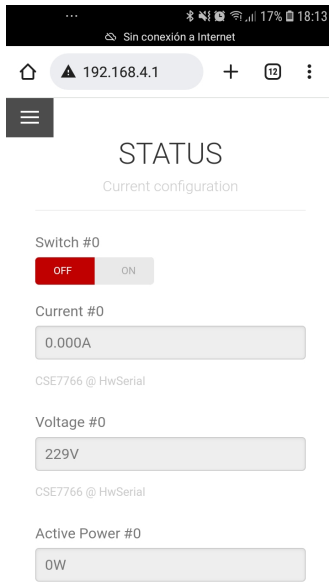 ... 17% 18:13
Sin conexión a Internet
192.168.4.1 12
STATUS
Current configuration
Switch #0
OFF ON
Current #0
0.000A
CSE7766 @ HwSerial
Voltage #0
229V
CSE7766 @ HwSerial
Active Power #0
0W